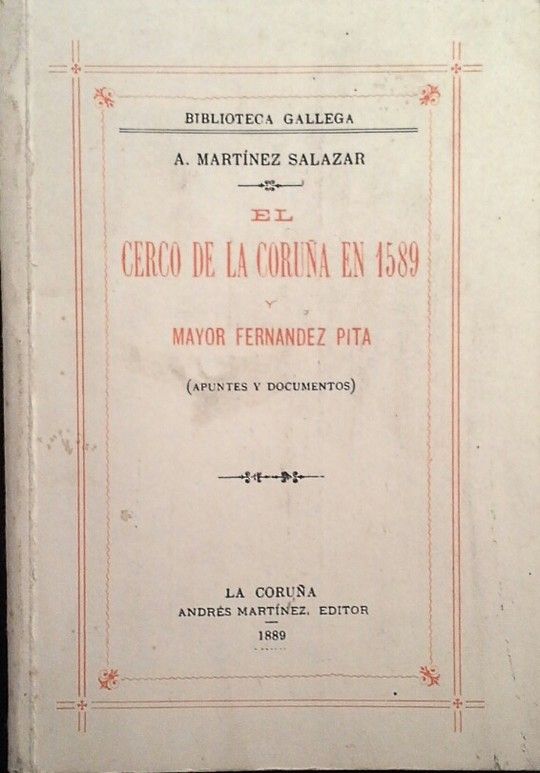 BIBLIOTECA GALLEGA
A. MARTÍNEZ SALAZAR
EL
CERCO DE LA CORUÑA EN 1589
Y
MAYOR FERNANDEZ PITA
(APUNTES Y DOCUMENTOS)
LA CORUÑA
ANDRÉS MARTÍNEZ, EDITOR
1889